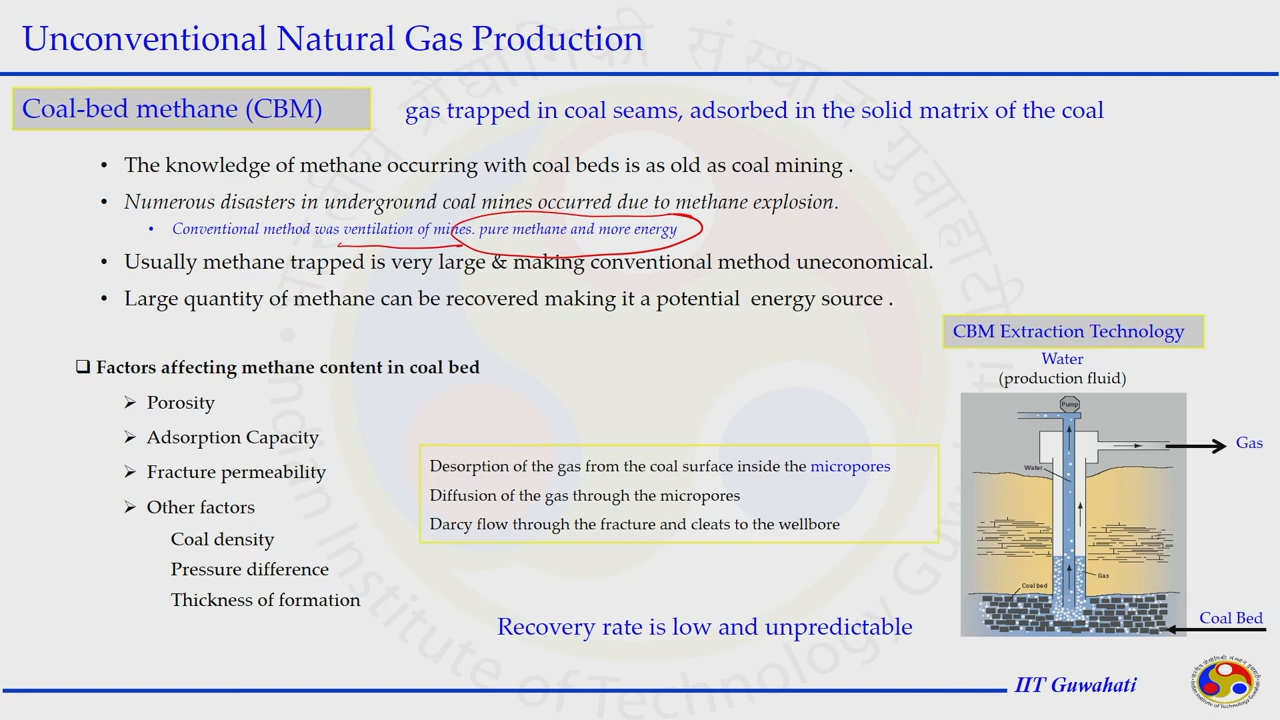 Unconventional Natural Gas Production
Coal-bed methane (CBM)
gas trapped in coal seams, adsorbed in the solid matrix of the coal
• The knowledge of methane occurring with coal beds is as old as coal mining .
• Numerous disasters in underground coal mines occurred due to methane explosion.
• Conventional method was ventilation of mines. pure methane and more energy
• Usually methane trapped is very large & making conventional method uneconomical.
• Large quantity of methane can be recovered making it a potential energy source .
CBM Extraction Technology
Water
(production fluid)
❑ Factors affecting methane content in coal bed
➢ Porosity
➢ Adsorption Capacity
➢ Fracture permeability
➢ Other factors
Coal density
Pressure difference
Thickness of formation
Desorption of the gas from the coal surface inside the micropores
Diffusion of the gas through the micropores
Darcy flow through the fracture and cleats to the wellbore
Pump
Gas
Water
Gas
Coal bed
Coal Bed
Recovery rate is low and unpredictable
IIT Guwahati
Indian Institute of Technology Guwahati